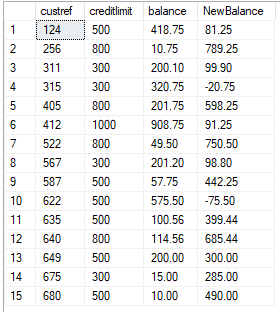 custref creditlimit balance NewBalance
1 124 500 418.75 81.25
2 256 800 10.75 789.25
3 311 300 200.10 99.90
4 315 300 320.75 -20.75
5 405 800 201.75 598.25
6 412 1000 908.75 91.25
7 522 800 49.50 750.50
8 567 300 201.20 98.80
9 587 500 57.75 442.25
10 622 500 575.50 -75.50
11 635 500 100.56 399.44
12 640 800 114.56 685.44
13 649 500 200.00 300.00
14 675 300 15.00 285.00
15 680 500 10.00 490.00